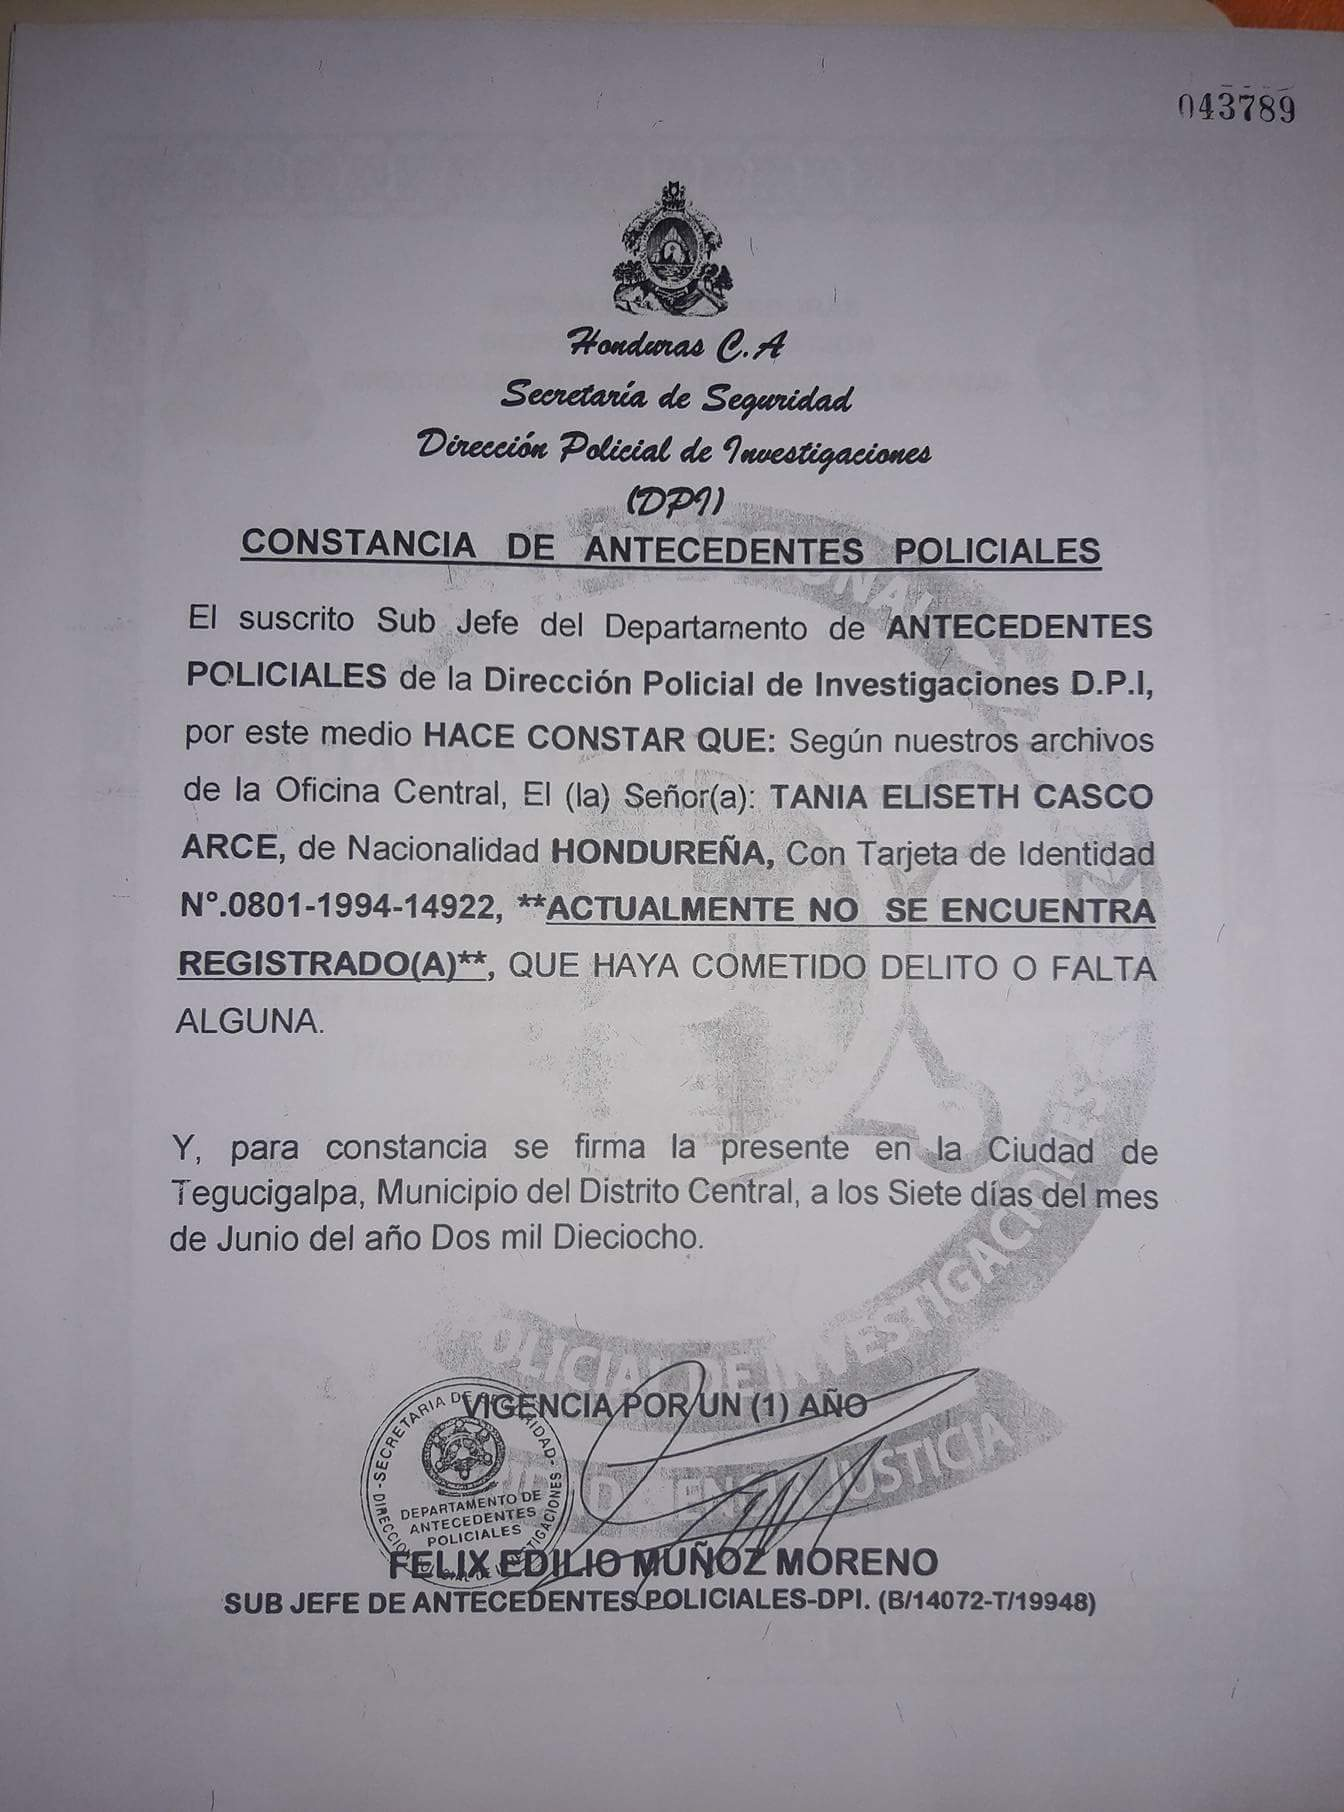 043789
Honduras C.A
Secretaría de Seguridad
Dirección Policial de Investigaciones
(DPI)
CONSTANCIA DE ANTECEDENTES POLICIALES
El suscrito Sub Jefe del Departamento de ANTECEDENTES
POLICIALES de la Dirección Policial de Investigaciones D.P.I,
por este medio HACE CONSTAR QUE: Según nuestros archivos
de la Oficina Central, El (la) Señor(a): TANIA ELISETH CASCO
ARCE, de Nacionalidad HONDUREÑA, Con Tarjeta de Identidad
Nº.0801-1994-14922, **ACTUALMENTE NO SE ENCUENTRA
REGISTRADO(A)**, QUE HAYA COMETIDO DELITO O FALTA
ALGUNA.
Y, para constancia se firma la presente en la Ciudad de
Tegucigalpa, Municipio del Distrito Central, a los Siete días del mes
de Junio del año Dos mil Dieciocho.
POLICIAL DE INVESTIGACIONES
VIGENCIA POR UN (1) AÑO
JUSTICIA
SECRETARIA DE
DEPARTAMENTO DE
ANTECEDENTES
POLICIALES
FELIX EDILIO MUÑOZ MORENO
SUB JEFE DE ANTECEDENTES POLICIALES-DPI. (B/14072-T/19948)